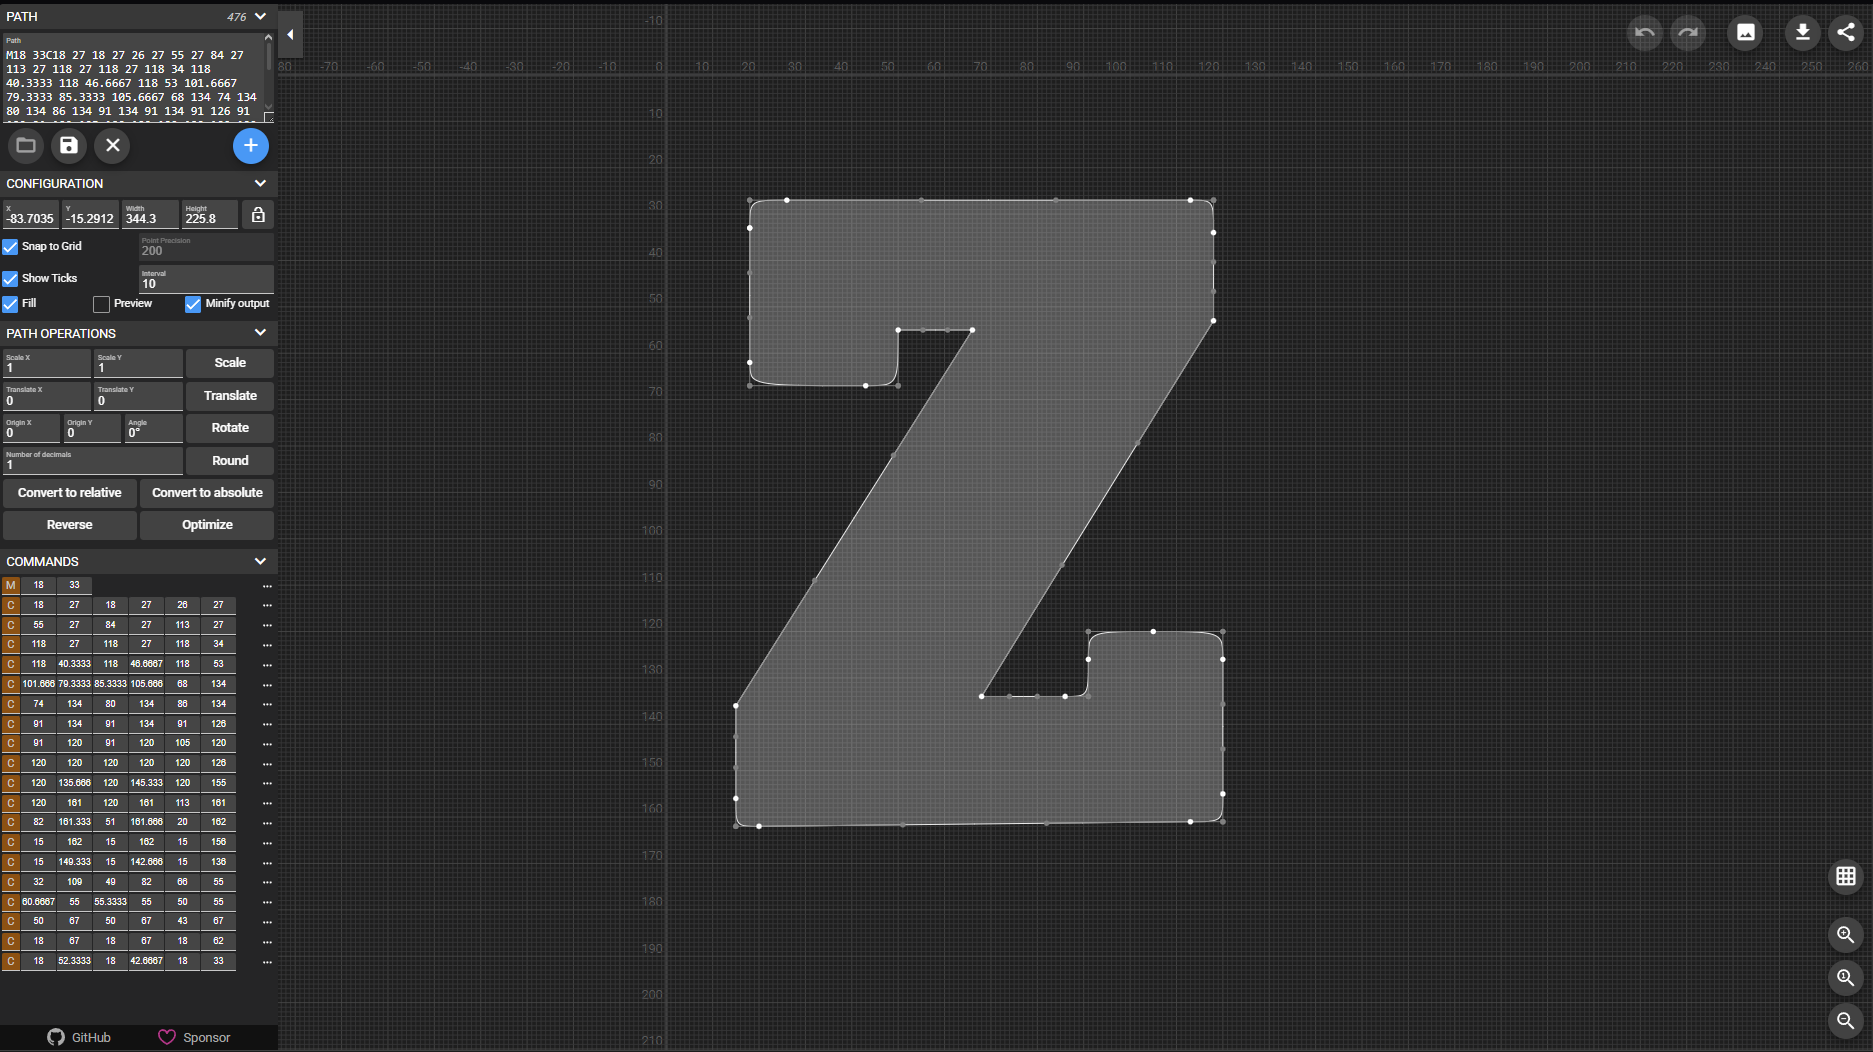 PATH 476
Path
M18 33C18 27 18 27 26 27 55 27 84 27
113 27 118 27 118 27 118 34 118
40.3333 118 46.6667 118 53 101.6667
79.3333 85.3333 105.6667 68 134 74 134
80 134 86 134 91 134 91 134 91 126 91
CONFIGURATION
X Y Width Height
-83.7035 -15.2912 344.3 225.8
Snap to Grid Point Precision 200
Show Ticks Interval 10
Fill Preview Minify output
PATH OPERATIONS
Scale X 1 Scale Y 1 Scale
Translate X 0 Translate Y 0 Translate
Origin X 0 Origin Y 0 Angle 0° Rotate
Number of decimals 1 Round
Convert to relative Convert to absolute
Reverse Optimize
COMMANDS
M 18 33
C 18 27 18 27 26 27
C 55 27 84 27 113 27
C 118 27 118 27 118 34
C 118 40.3333 118 46.6667 118 53
C 101.666 79.3333 85.3333 105.666 68 134
C 74 134 80 134 86 134
C 91 134 91 134 91 126
C 91 120 91 120 105 120
C 120 120 120 120 120 126
C 120 135.666 120 145.333 120 155
C 120 161 120 161 113 161
C 82 161.333 51 161.666 20 162
C 15 162 15 162 15 156
C 15 149.333 15 142.666 15 136
C 32 109 49 82 66 55
C 60.6667 55 55.3333 55 50 55
C 50 67 50 67 43 67
C 18 67 18 67 18 62
C 18 52.3333 18 42.6667 18 33
GitHub Sponsor
80 -70 -60 -50 -40 -30 -20 -10 0 10 20 30 40 50 60 70 80 90 100 110 120 130 140 150 160 170 180 190 200 210 220 230 240 250 260
-10
10
20
30
40
50
60
70
80
90
100
110
120
130
140
150
160
170
180
190
200
210